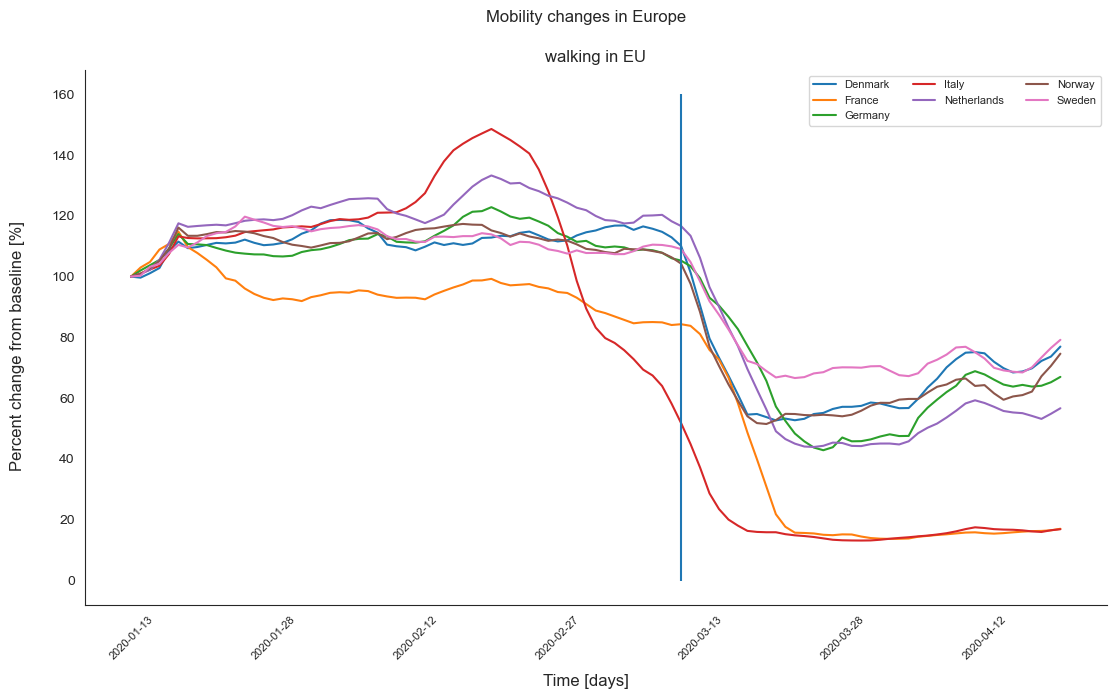 Mobility changes in Europe
walking in EU
Denmark
France
Germany
Italy
Netherlands
Norway
Sweden
Percent change from baseline [%]
160
140
120
100
80
60
40
20
0
2020-01-13
2020-01-28
2020-02-12
2020-02-27
2020-03-13
2020-03-28
2020-04-12
Time [days]